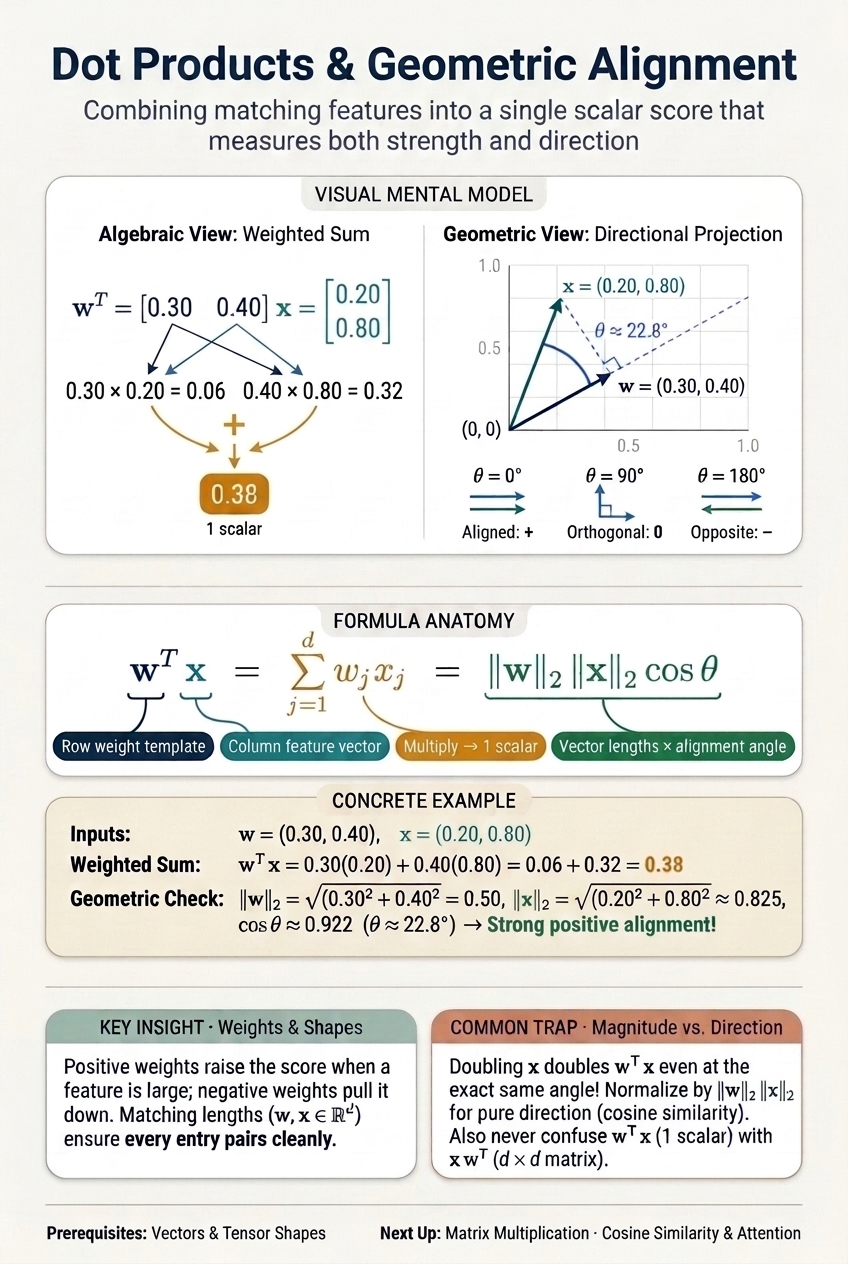 Dot Products & Geometric Alignment
Combining matching features into a single scalar score that
measures both strength and direction
VISUAL MENTAL MODEL
Algebraic View: Weighted Sum
𝐰ᵀ = [0.30 0.40] 𝐱 = [0.20
0.80]
0.30 × 0.20 = 0.06 0.40 × 0.80 = 0.32
+
0.38
1 scalar
Geometric View: Directional Projection
1.0
x = (0.20, 0.80)
θ ≈ 22.8°
0.5
w = (0.30, 0.40)
(0, 0)
0.5 1.0
θ = 0° θ = 90° θ = 180°
Aligned: + Orthogonal: 0 Opposite: −
FORMULA ANATOMY
wᵀ x = ∑_{j=1}^{d} w_j x_j = ‖w‖₂ ‖x‖₂ cos θ
Row weight template Column feature vector Multiply → 1 scalar Vector lengths × alignment angle
CONCRETE EXAMPLE
Inputs: w = (0.30, 0.40), x = (0.20, 0.80)
Weighted Sum: wᵀ x = 0.30(0.20) + 0.40(0.80) = 0.06 + 0.32 = 0.38
Geometric Check: ‖w‖₂ = √(0.30² + 0.40² = 0.50, ‖x‖₂ = √(0.20² + 0.80² ≈ 0.825,
cos θ ≈ 0.922 (θ ≈ 22.8°) → Strong positive alignment!
KEY INSIGHT · Weights & Shapes
Positive weights raise the score when a
feature is large; negative weights pull it
down. Matching lengths (w, x ∈ ℝᵈ)
ensure every entry pairs cleanly.
COMMON TRAP · Magnitude vs. Direction
Doubling x doubles wᵀ x even at the
exact same angle! Normalize by ‖w‖₂ ‖x‖₂
for pure direction (cosine similarity).
Also never confuse wᵀ x (1 scalar) with
x wᵀ (d × d matrix).
Prerequisites: Vectors & Tensor Shapes
Next Up: Matrix Multiplication · Cosine Similarity & Attention